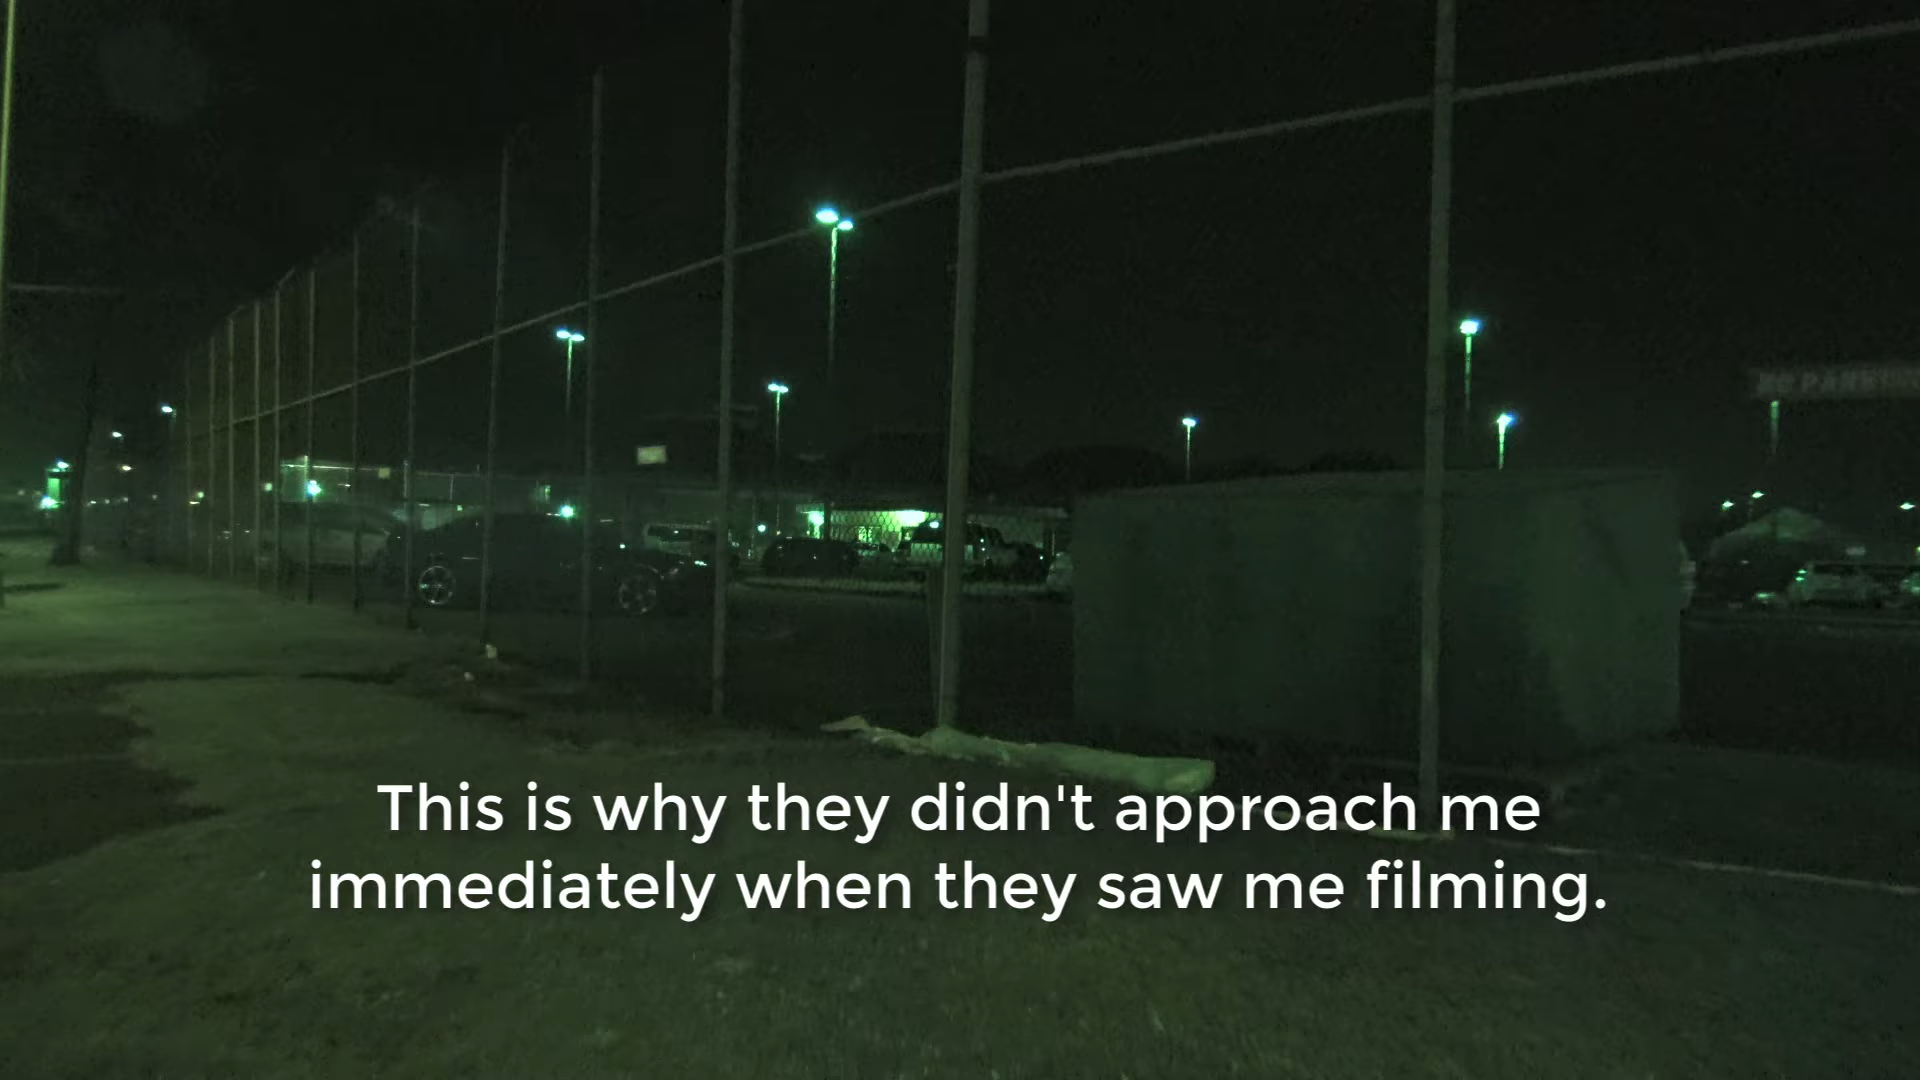 This is why they didn't approach me
immediately when they saw me filming.